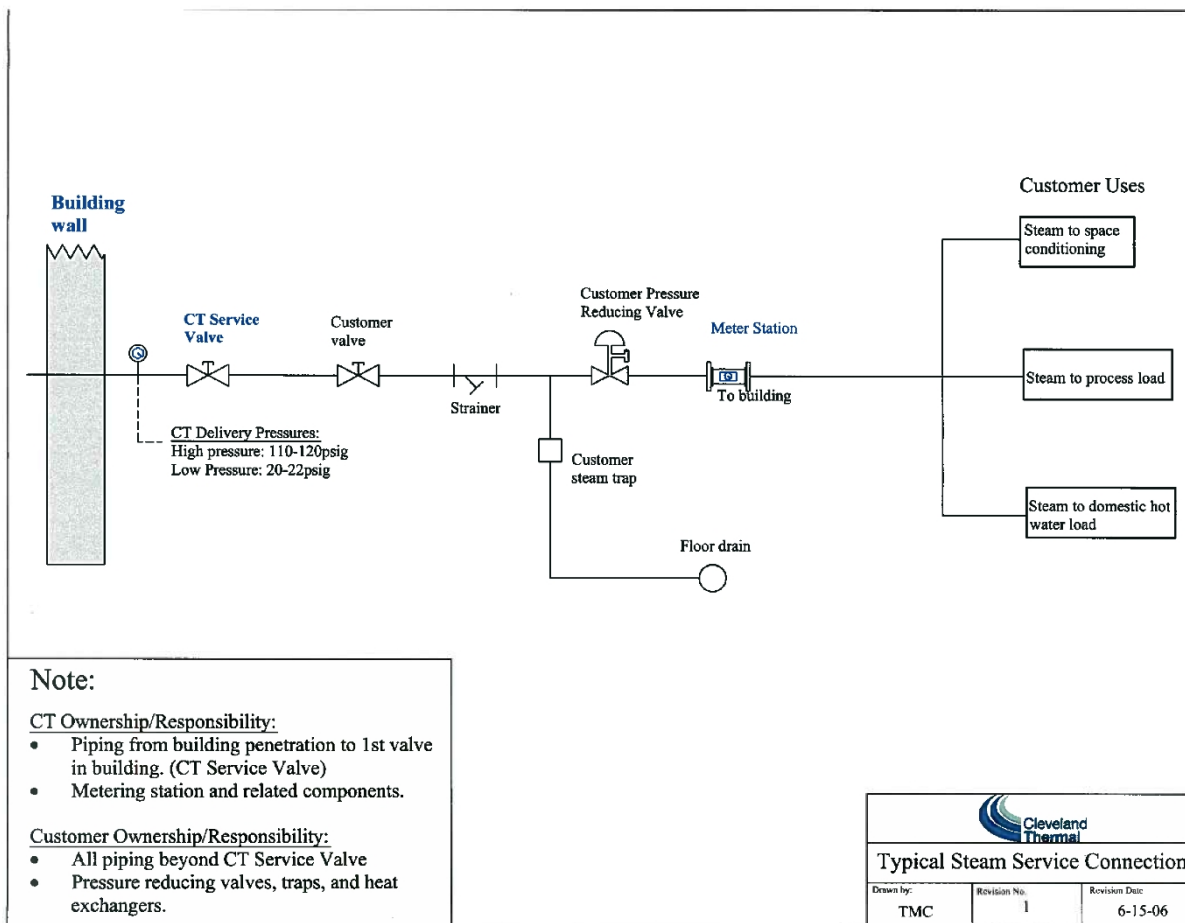 Customer Uses
Building
wall
Steam to space
conditioning
Customer Pressure
Reducing Valve
CT Service
Valve
Customer
valve
Meter Station
Strainer
To building
Steam to process load
CT Delivery Pressures:
High pressure: 110-120psig
Low Pressure: 20-22psig
Customer
steam trap
Steam to domestic hot
water load
Floor drain
Note:
CT Ownership/Responsibility:
• Piping from building penetration to 1st valve
in building. (CT Service Valve)
• Metering station and related components.
Customer Ownership/Responsibility:
• All piping beyond CT Service Valve
• Pressure reducing valves, traps, and heat
exchangers.
Cleveland
Thermal
Typical Steam Service Connection
Drawn by:
TMC
Revision No.
1
Revision Date
6-15-06